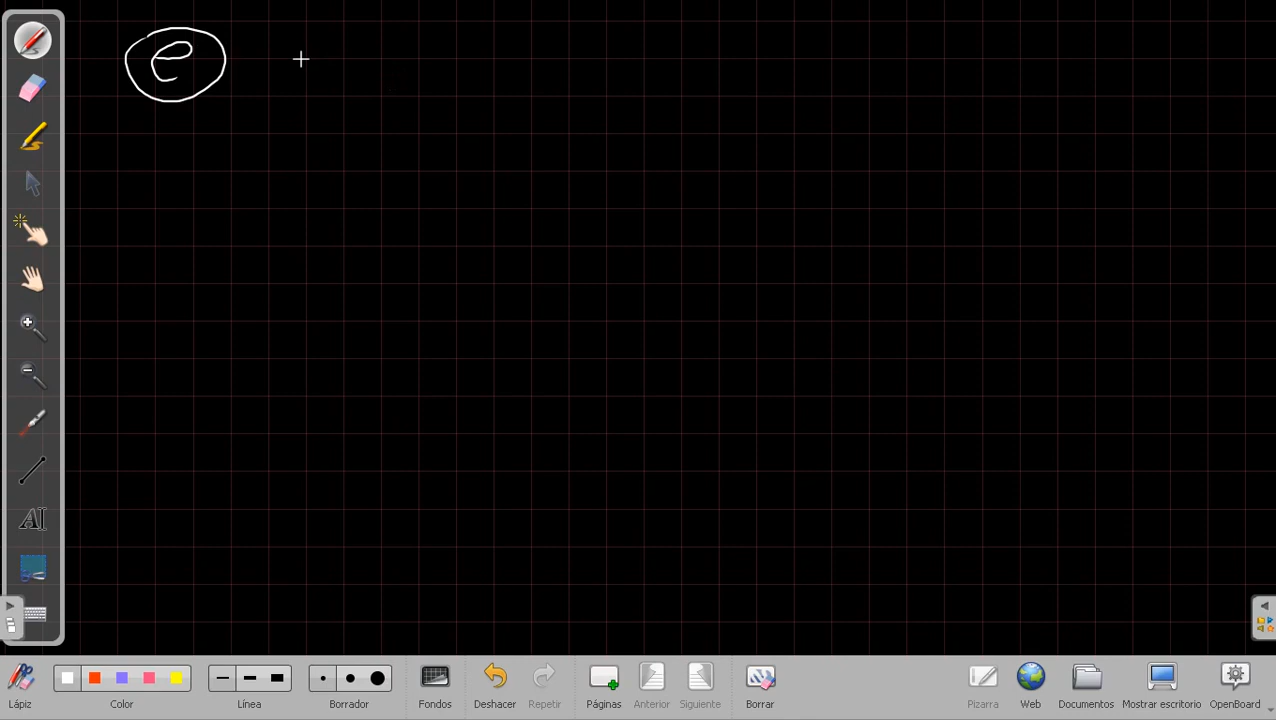 e
Lápiz Color Línea Borrador Fondos Deshacer Repetir Páginas Anterior Siguiente Borrar Pizarra Web Documentos Mostrar escritorio OpenBoard